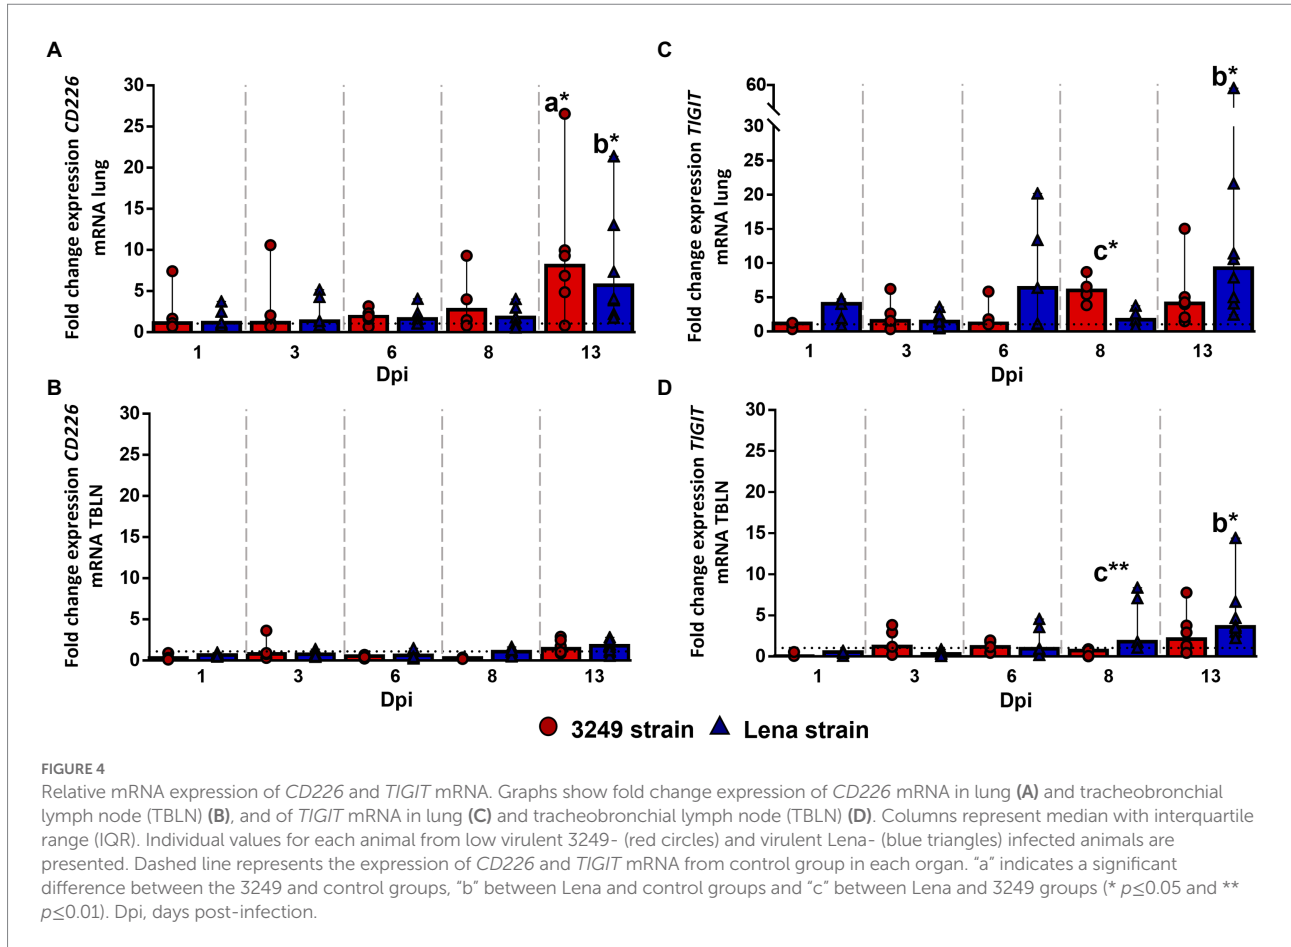 A
Fold change expression CD226
mRNA lung
30
25
20
15
10
5
0
a*
b*
1 3 6 8 13
Dpi
C
Fold change expression TIGIT
mRNA lung
60
30
25
20
15
10
5
0
c*
b*
1 3 6 8 13
Dpi
B
Fold change expression CD226
mRNA TBLN
30
25
20
15
10
5
0
1 3 6 8 13
Dpi
D
Fold change expression TIGIT
mRNA TBLN
30
25
20
15
10
5
0
c**
b*
1 3 6 8 13
Dpi
3249 strain Lena strain
FIGURE 4
Relative mRNA expression of CD226 and TIGIT mRNA. Graphs show fold change expression of CD226 mRNA in lung (A) and tracheobronchial
lymph node (TBLN) (B), and of TIGIT mRNA in lung (C) and tracheobronchial lymph node (TBLN) (D). Columns represent median with interquartile
range (IQR). Individual values for each animal from low virulent 3249- (red circles) and virulent Lena- (blue triangles) infected animals are
presented. Dashed line represents the expression of CD226 and TIGIT mRNA from control group in each organ. “a” indicates a significant
difference between the 3249 and control groups, “b” between Lena and control groups and “c” between Lena and 3249 groups (* p≤0.05 and **
p≤0.01). Dpi, days post-infection.